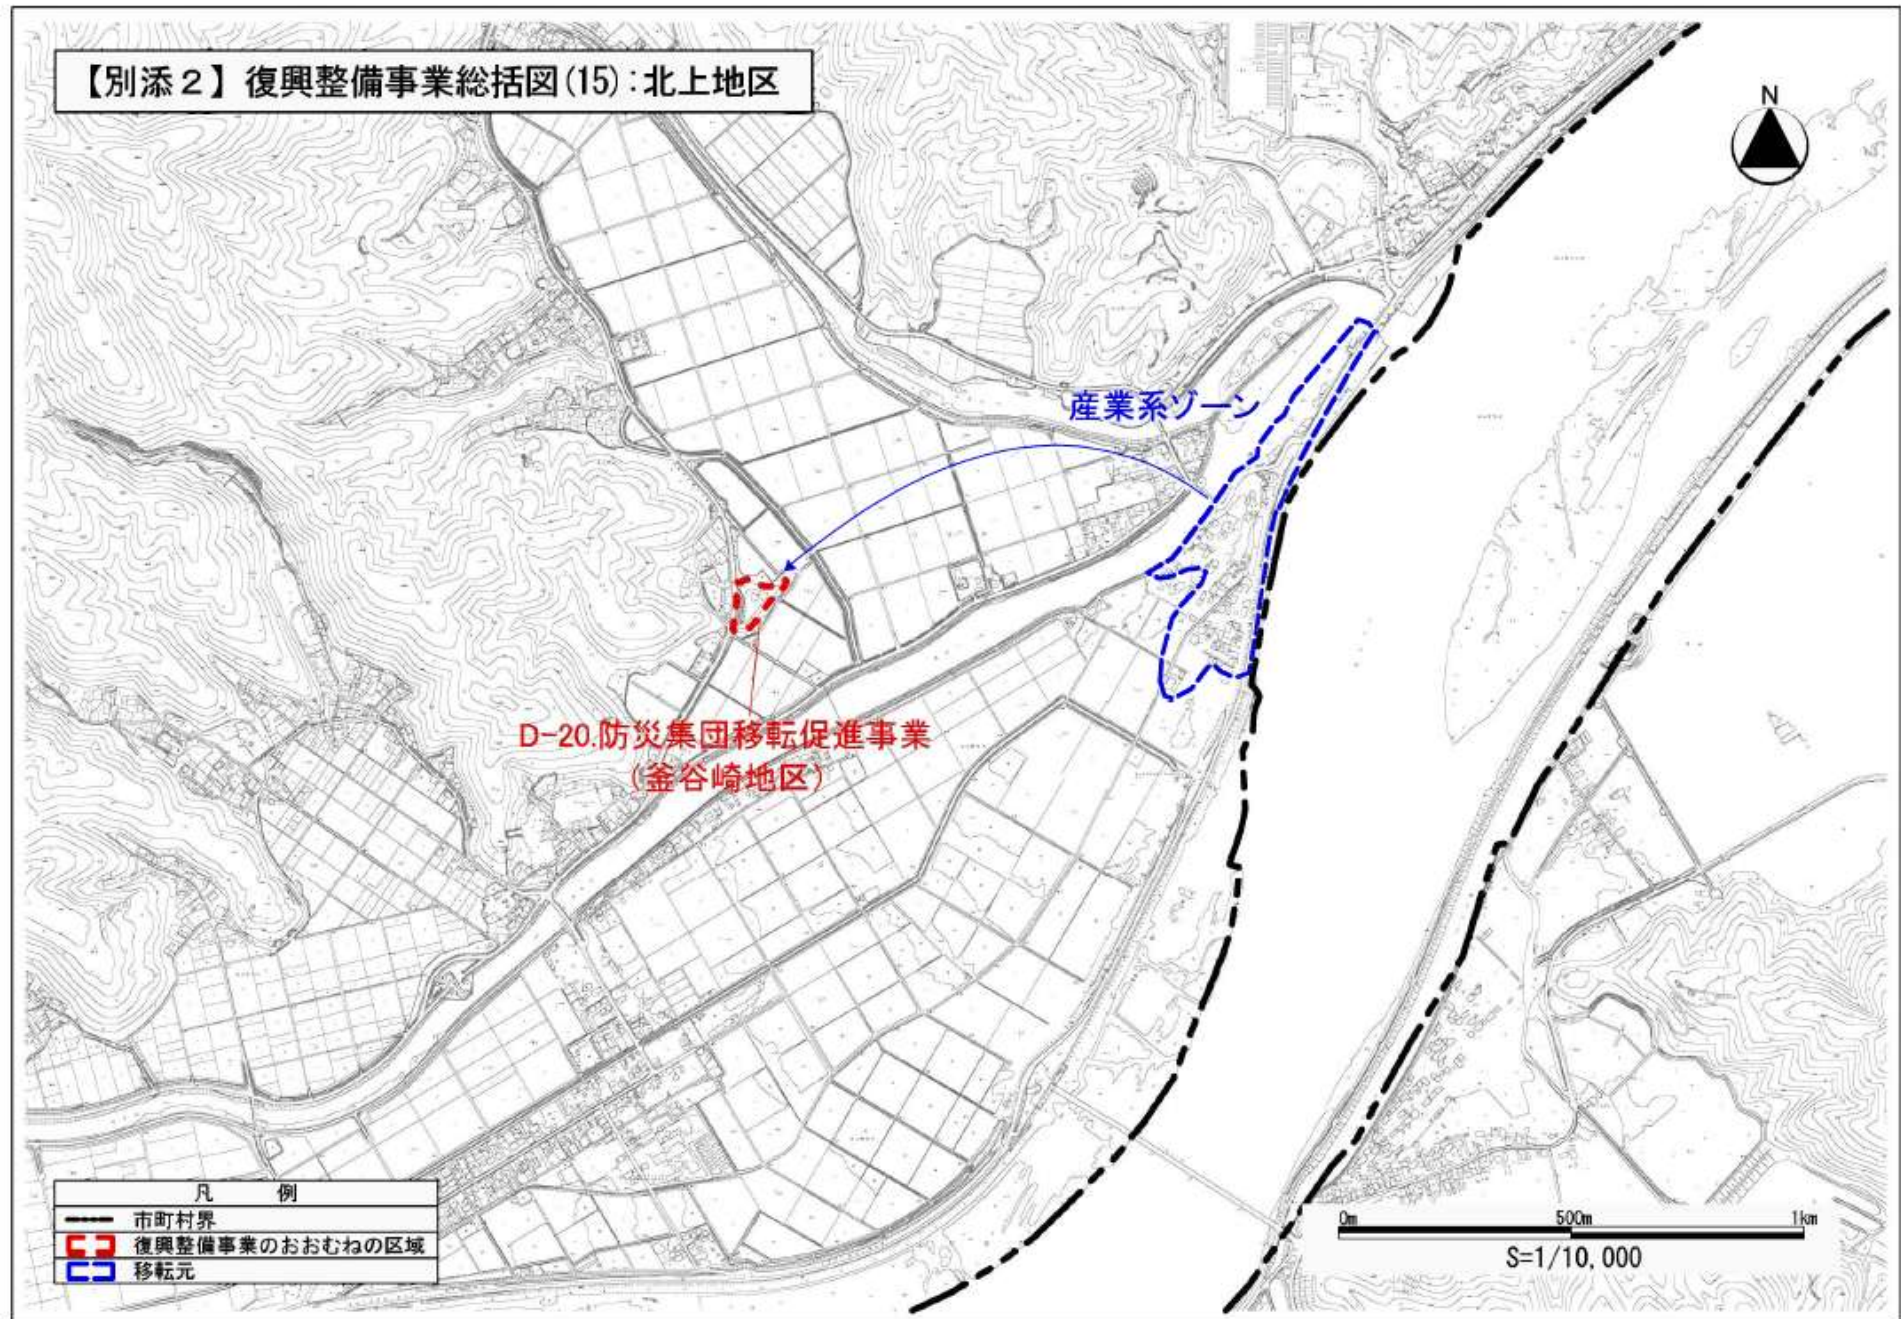 【別添２】復興整備事業総括図(15):北上地区
N
産業系ゾーン
D-20.防災集団移転促進事業
(釜谷崎地区)
凡 例
市町村界
復興整備事業のおおむねの区域
移転元
0m 500m 1km
S=1/10,000